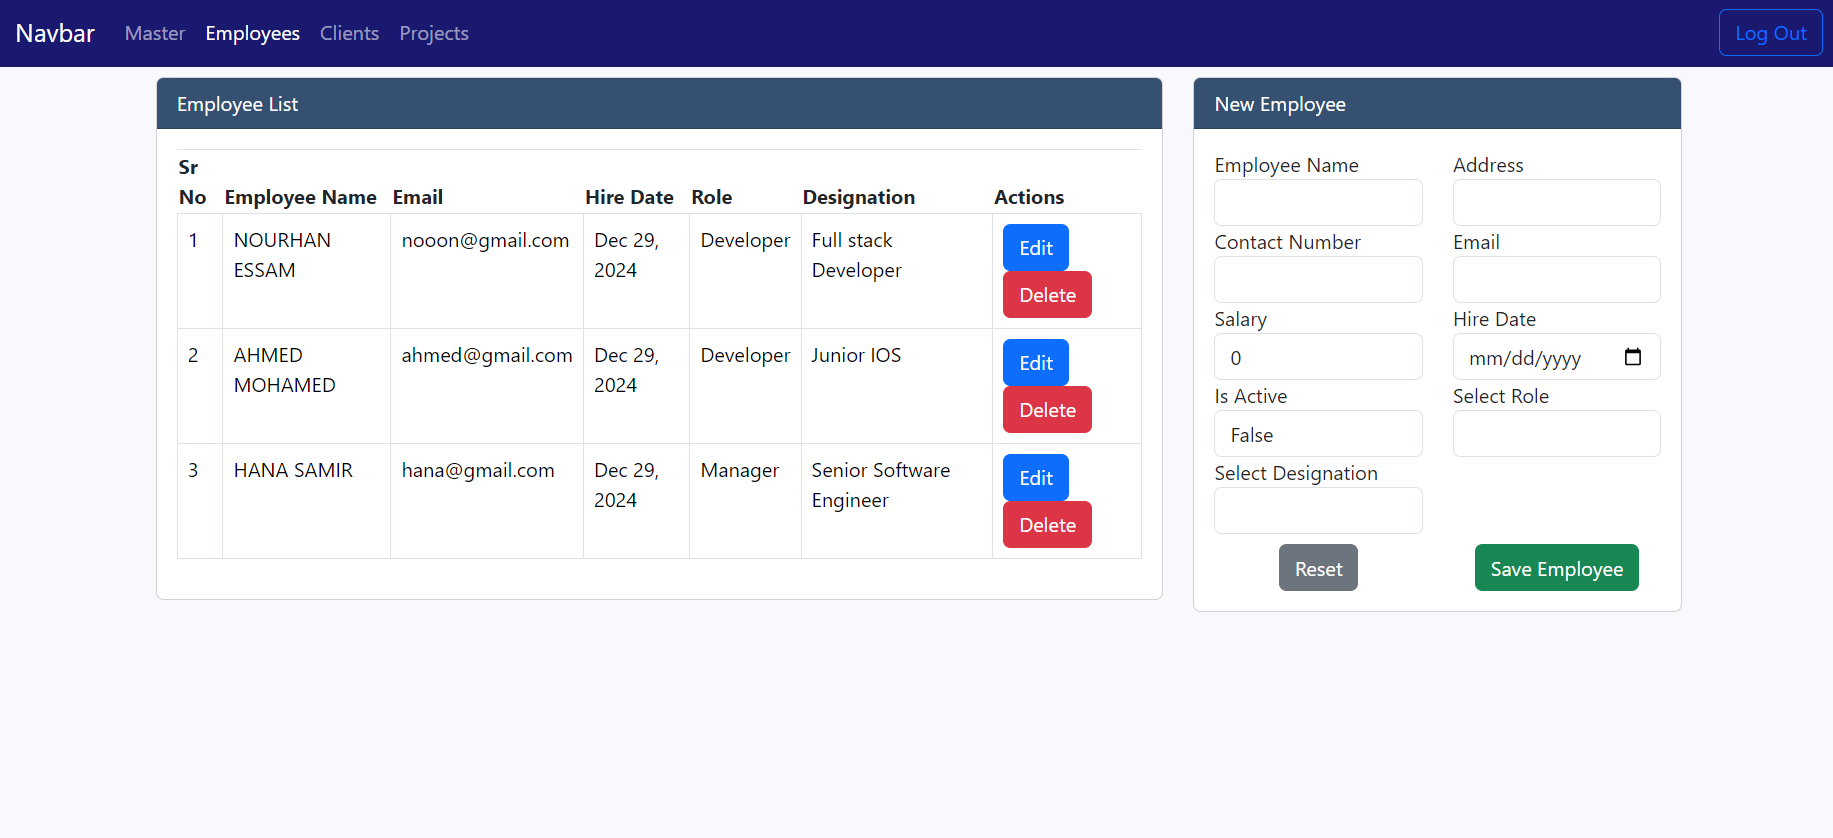 Navbar Master Employees Clients Projects Log Out
Employee List
Sr
No Employee Name Email Hire Date Role Designation Actions
1 NOURHAN nooon@gmail.com Dec 29, Developer Full stack Edit
ESSAM 2024 Developer
Delete
2 AHMED ahmed@gmail.com Dec 29, Developer Junior IOS Edit
MOHAMED 2024
Delete
3 HANA SAMIR hana@gmail.com Dec 29, Manager Senior Software Edit
2024 Engineer
Delete
New Employee
Employee Name Address
Contact Number Email
Salary Hire Date
0 mm/dd/yyyy
Is Active Select Role
False
Select Designation
Reset Save Employee